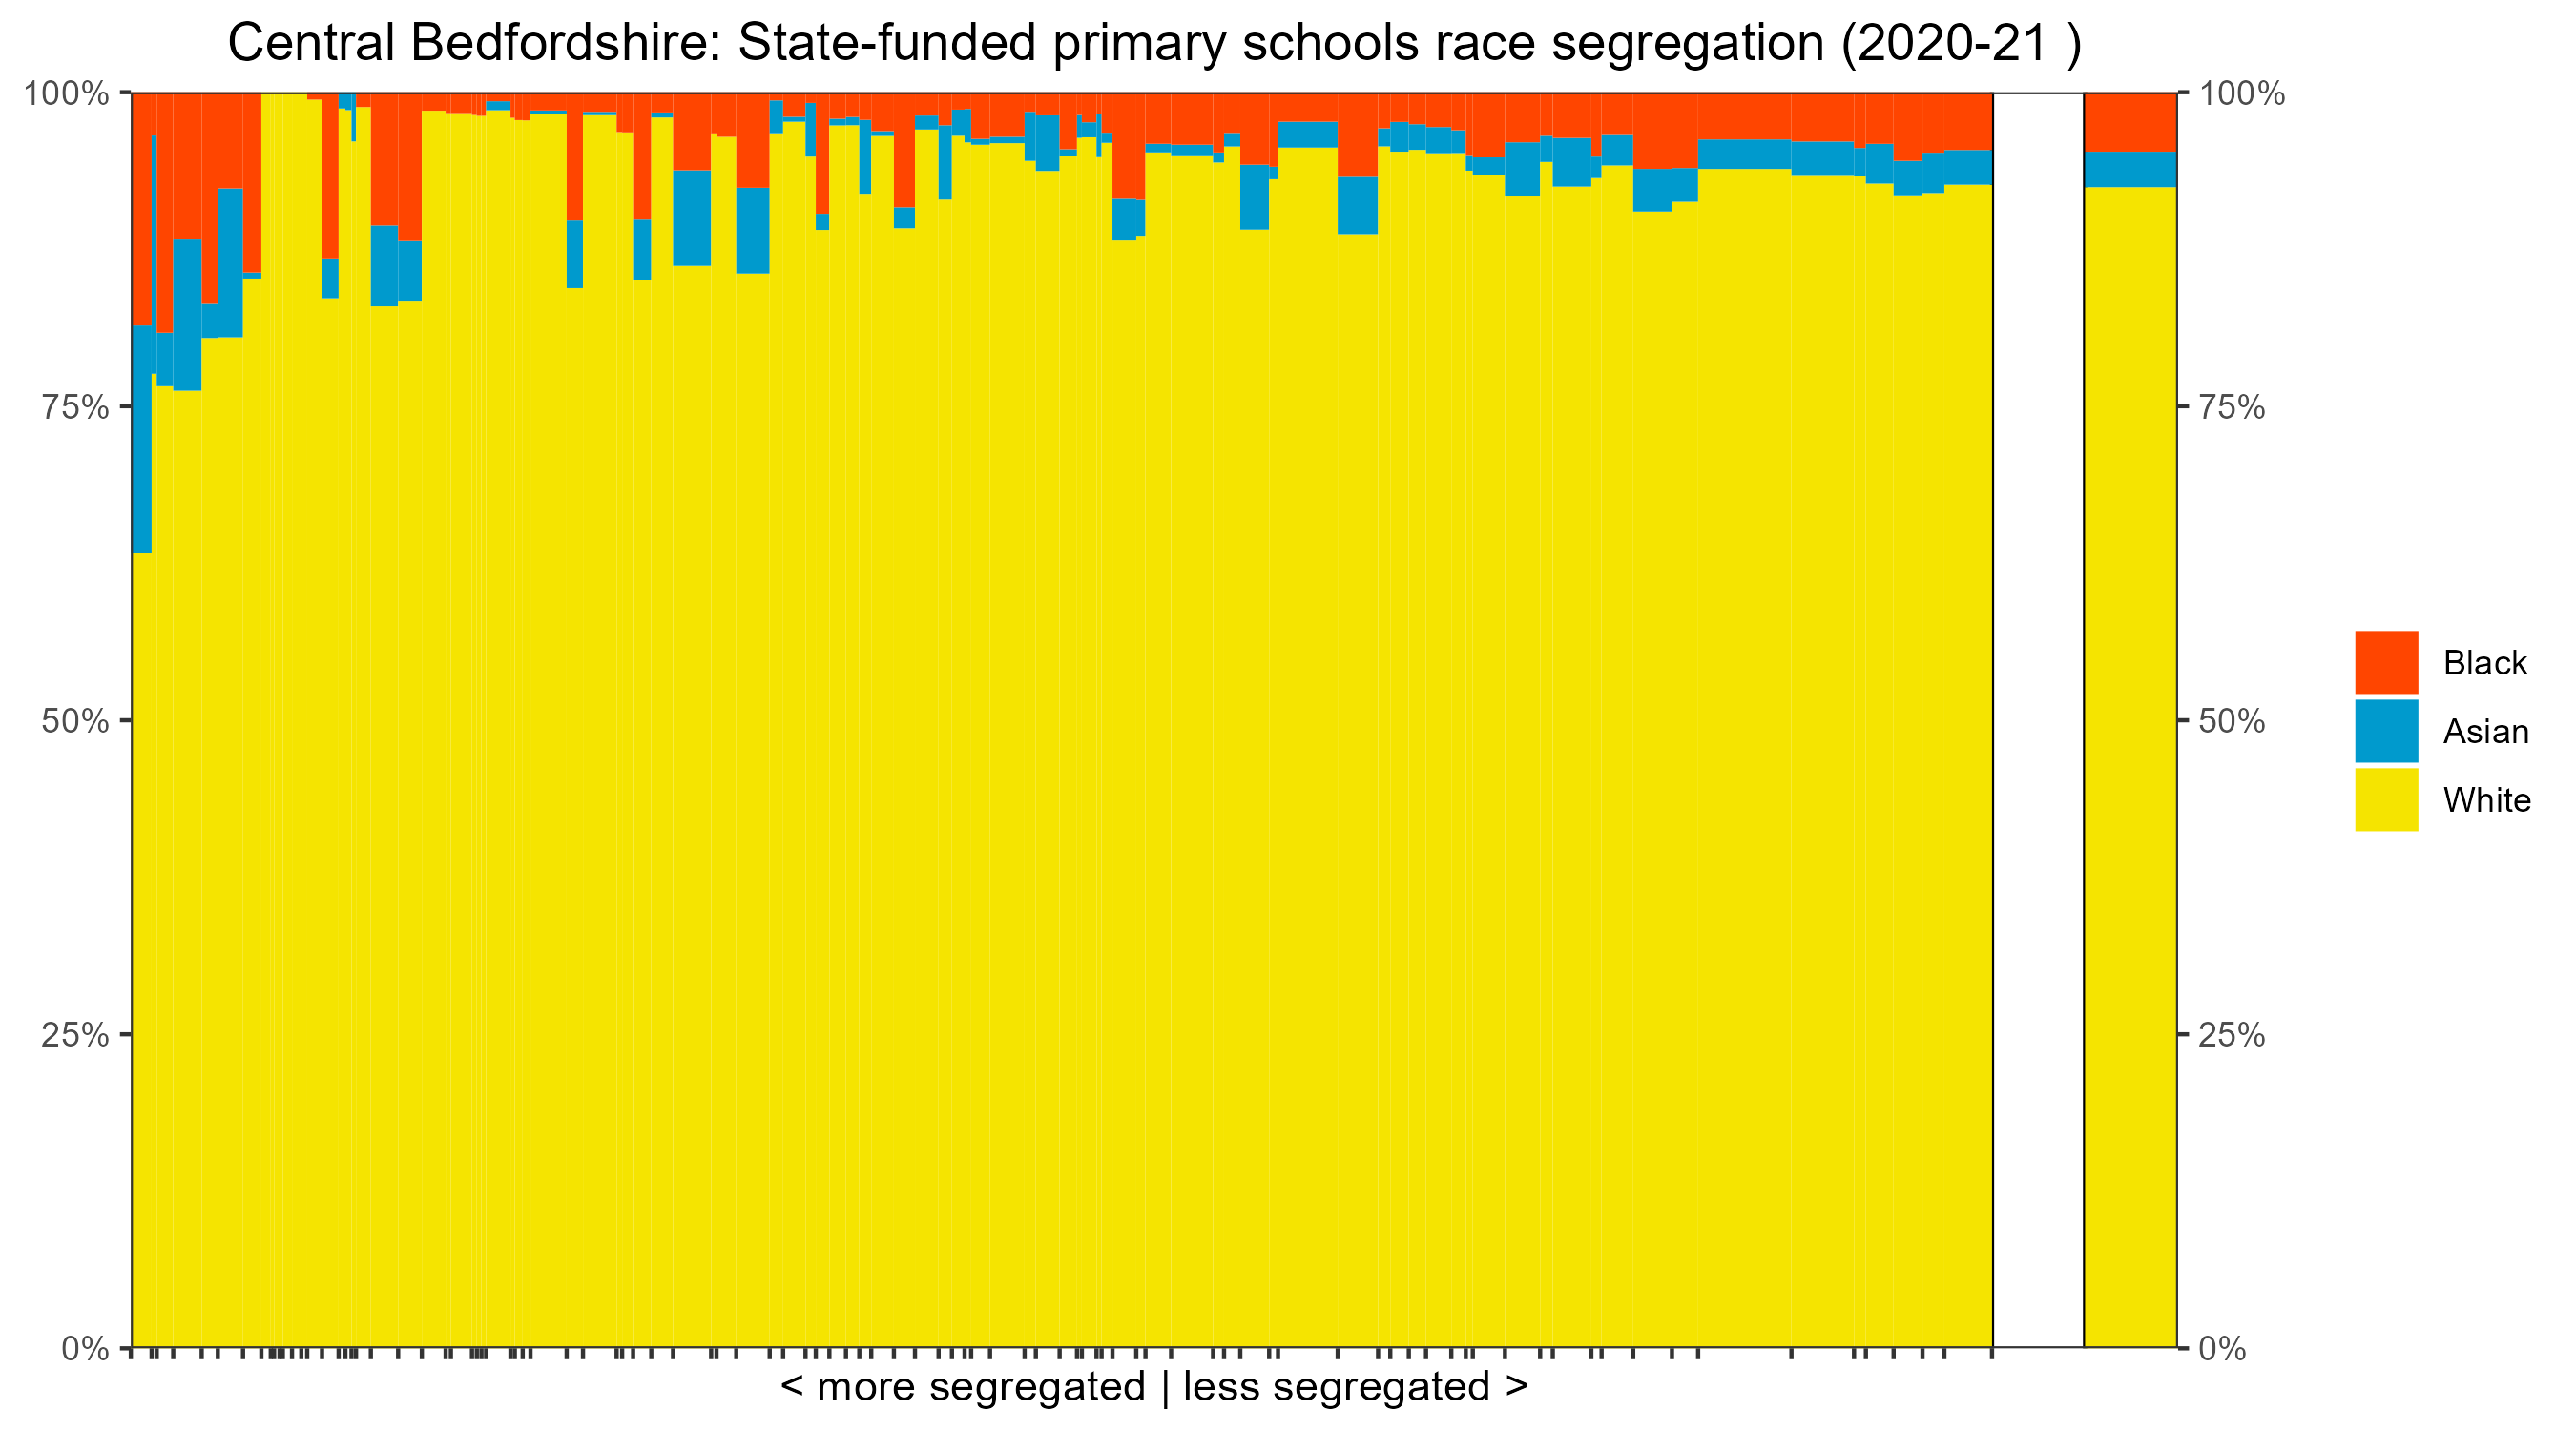 Central Bedfordshire: State-funded primary schools race segregation (2020-21 )
100%
75%
50%
25%
0%
100%
75%
50%
25%
0%
Black
Asian
White
< more segregated | less segregated >